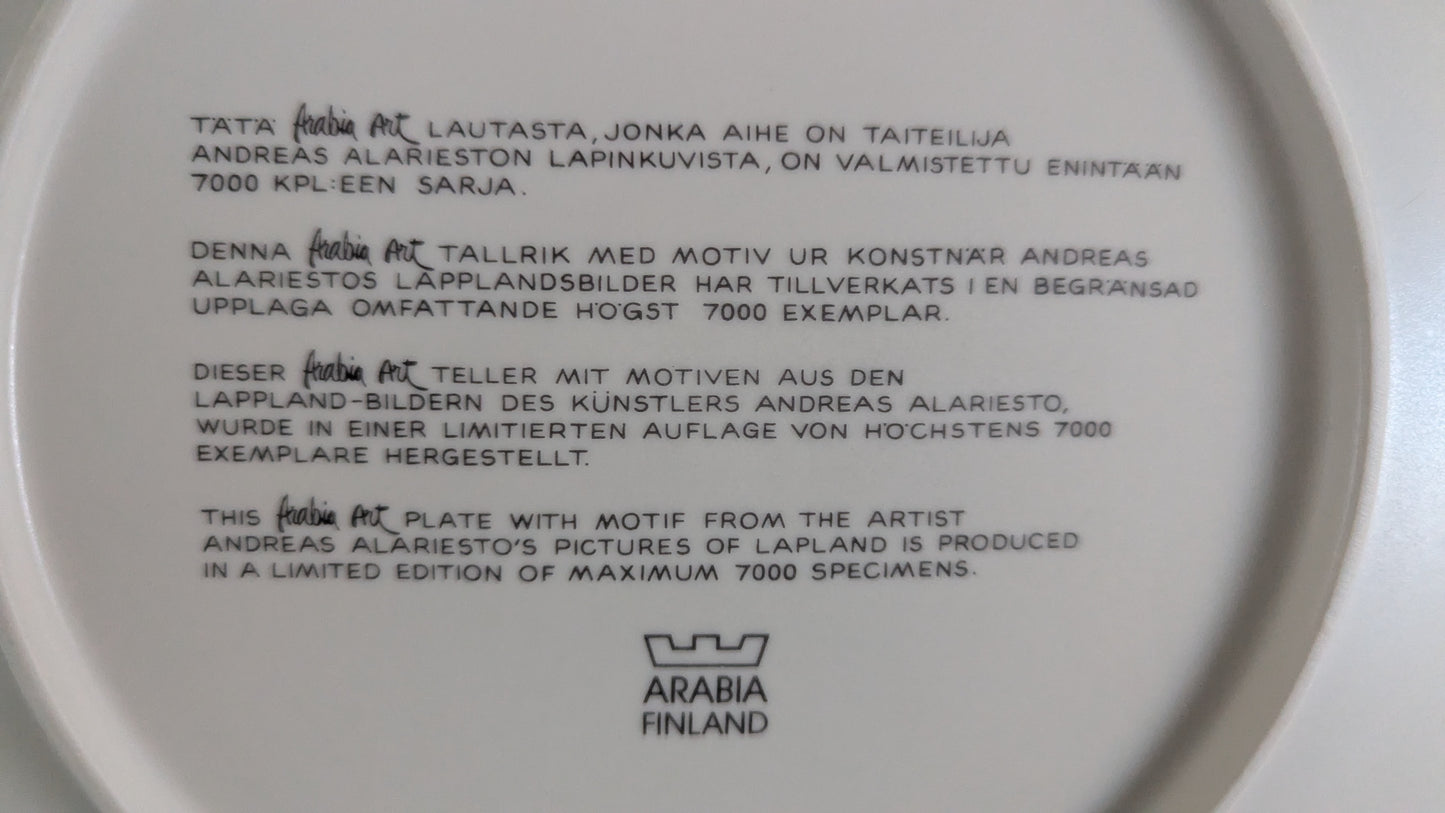 TÄTÄ Arabia Art LAUTASTA, JONKA AIHE ON TAITEILIJA
ANDREAS ALARIESTON LAPINKUVISTA, ON VALMISTETTU ENINTÄÄN
7000 KPL:EEN SARJA.
DENNA Arabia Art TALLRIK MED MOTIV UR KONSTNÄR ANDREAS
ALARIESTOS LAPPLANDSBILDER HAR TILLVERKATS I EN BEGRÄNSAD
UPPLAGA OMFATTANDE HÖGST 7000 EXEMPLAR.
DIESER Arabia Art TELLER MIT MOTIVEN AUS DEN
LAPPLAND-BILDERN DES KÜNSTLERS ANDREAS ALARIESTO,
WURDE IN EINER LIMITIERTEN AUFLAGE VON HÖCHSTENS 7000
EXEMPLARE HERGESTELLT.
THIS Arabia Art PLATE WITH MOTIF FROM THE ARTIST
ANDREAS ALARIESTO'S PICTURES OF LAPLAND IS PRODUCED
IN A LIMITED EDITION OF MAXIMUM 7000 SPECIMENS.
ARABIA
FINLAND